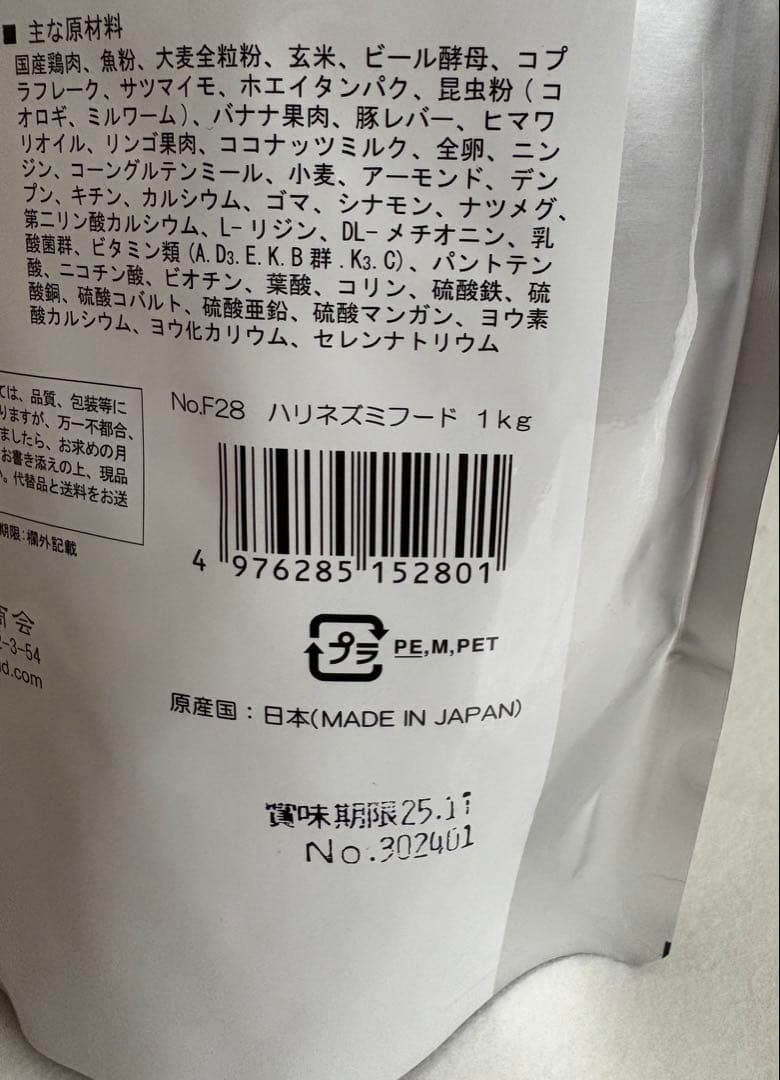 ■ 主な原材料
国産鶏肉、魚粉、大麦全粒粉、玄米、ビール酵母、コプ
ラフレーク、サツマイモ、ホエイタンパク、昆虫粉(コ
オロギ、ミルワーム)、バナナ果肉、豚レバー、ヒマワ
リオイル、リンゴ果肉、ココナッツミルク、全卵、ニン
ジン、コーングルテンミール、小麦、アーモンド、デン
プン、キチン、カルシウム、ゴマ、シナモン、ナツメグ、
第二リン酸カルシウム、L-リジン、DL-メチオニン、乳
酸菌群、ビタミン類(A.D3.E.K.B群.K3.C)、パントテン
酸、ニコチン酸、ビオチン、葉酸、コリン、硫酸鉄、硫
酸銅、硫酸コバルト、硫酸亜鉛、硫酸マンガン、ヨウ素
酸カルシウム、ヨウ化カリウム、セレンナトリウム
ては、品質、包装等に
りますが、万一不都合、
ましたら、お求めの月
お書き添えの上、現品
。代替品と送料をお送
期限:欄外記載
商会
2-3-54
d.com
No.F28 ハリネズミフード 1kg
4 976285 152801
プラ PE,M,PET
原産国:日本(MADE IN JAPAN)
賞味期限25.11
No.302401